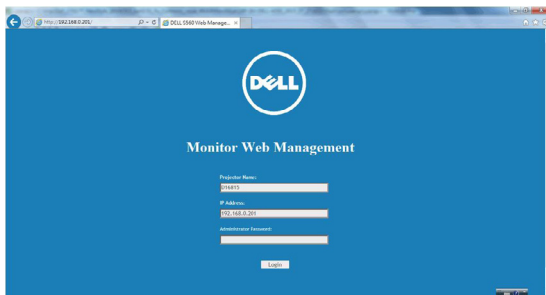 http://192.168.0.201/
DELL S560 Web Manage...
DELL
Monitor Web Management
Projector Name:
IP Address:
192.168.0.201
Administrator Password:
Login